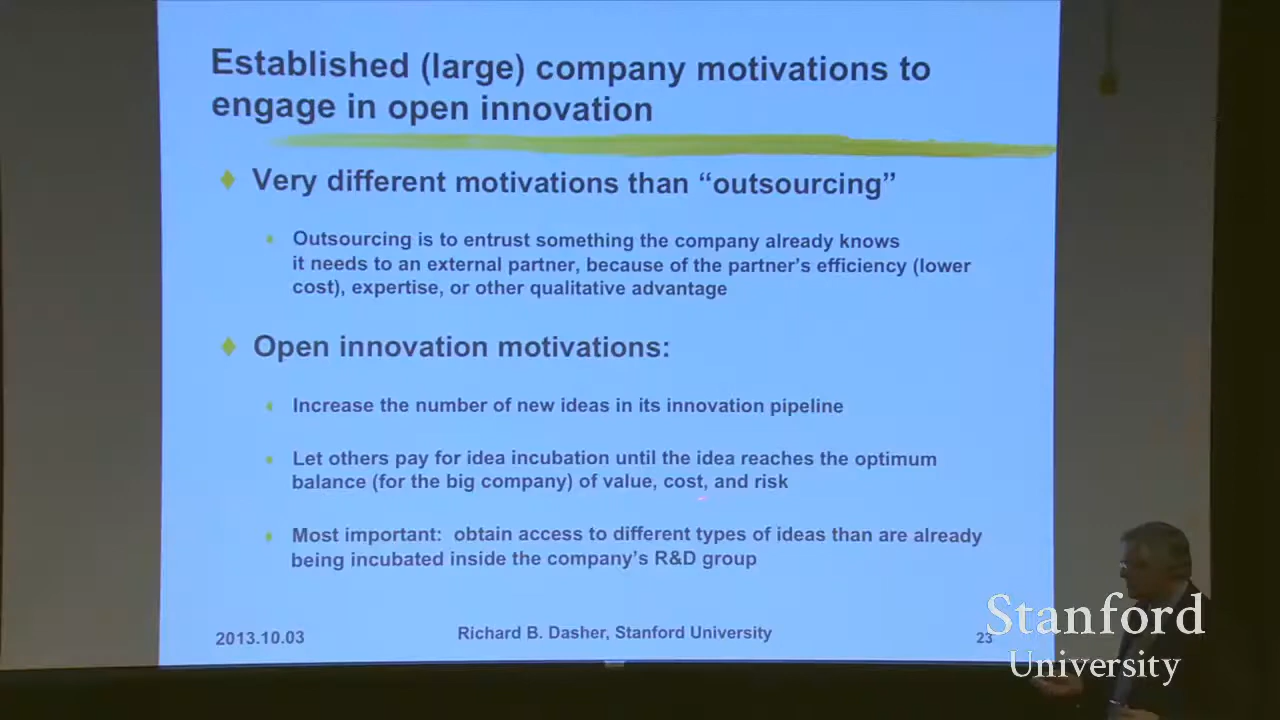 Established (large) company motivations to
engage in open innovation
Very different motivations than “outsourcing”
Outsourcing is to entrust something the company already knows
it needs to an external partner, because of the partner’s efficiency (lower
cost), expertise, or other qualitative advantage
Open innovation motivations:
Increase the number of new ideas in its innovation pipeline
Let others pay for idea incubation until the idea reaches the optimum
balance (for the big company) of value, cost, and risk
Most important: obtain access to different types of ideas than are already
being incubated inside the company’s R&D group
2013.10.03
Richard B. Dasher, Stanford University
23
Stanford
University